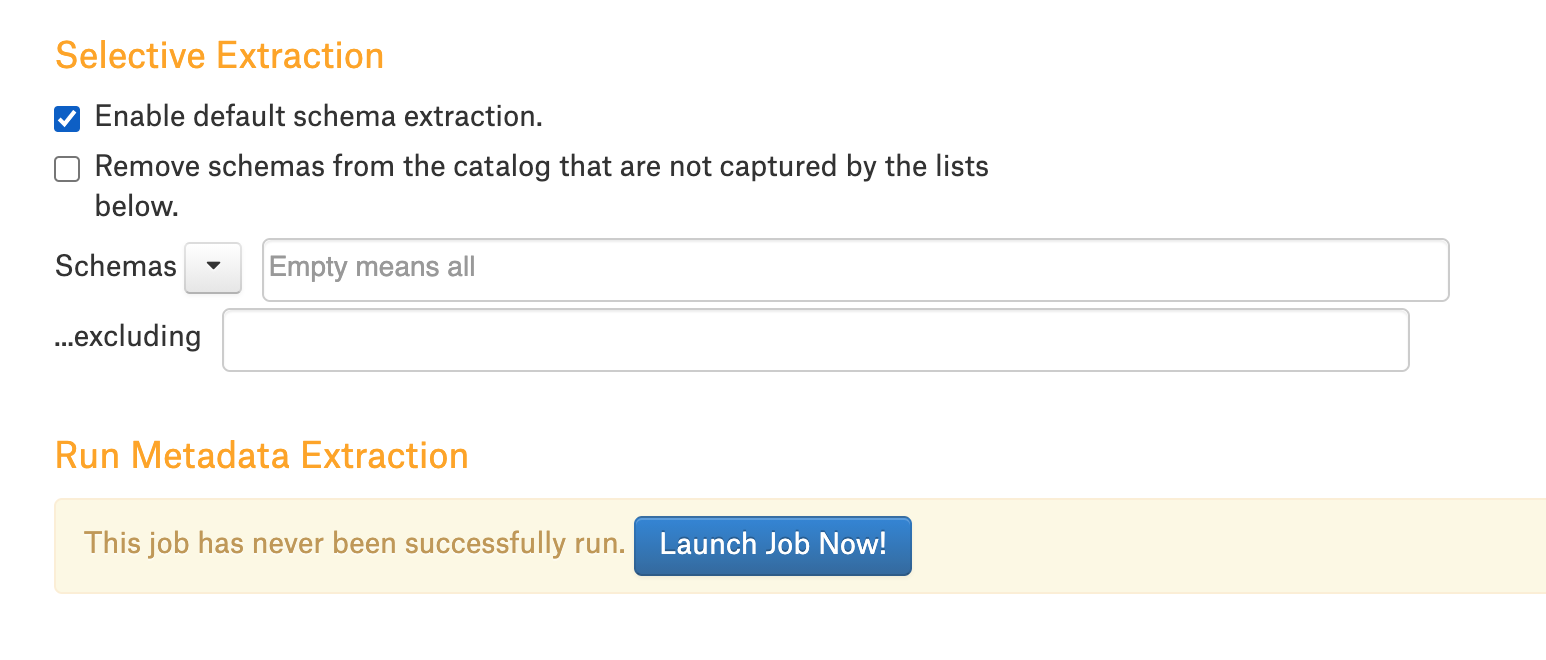 Selective Extraction
Enable default schema extraction.
Remove schemas from the catalog that are not captured by the lists
below.
Schemas Empty means all
...excluding
Run Metadata Extraction
This job has never been successfully run. Launch Job Now!